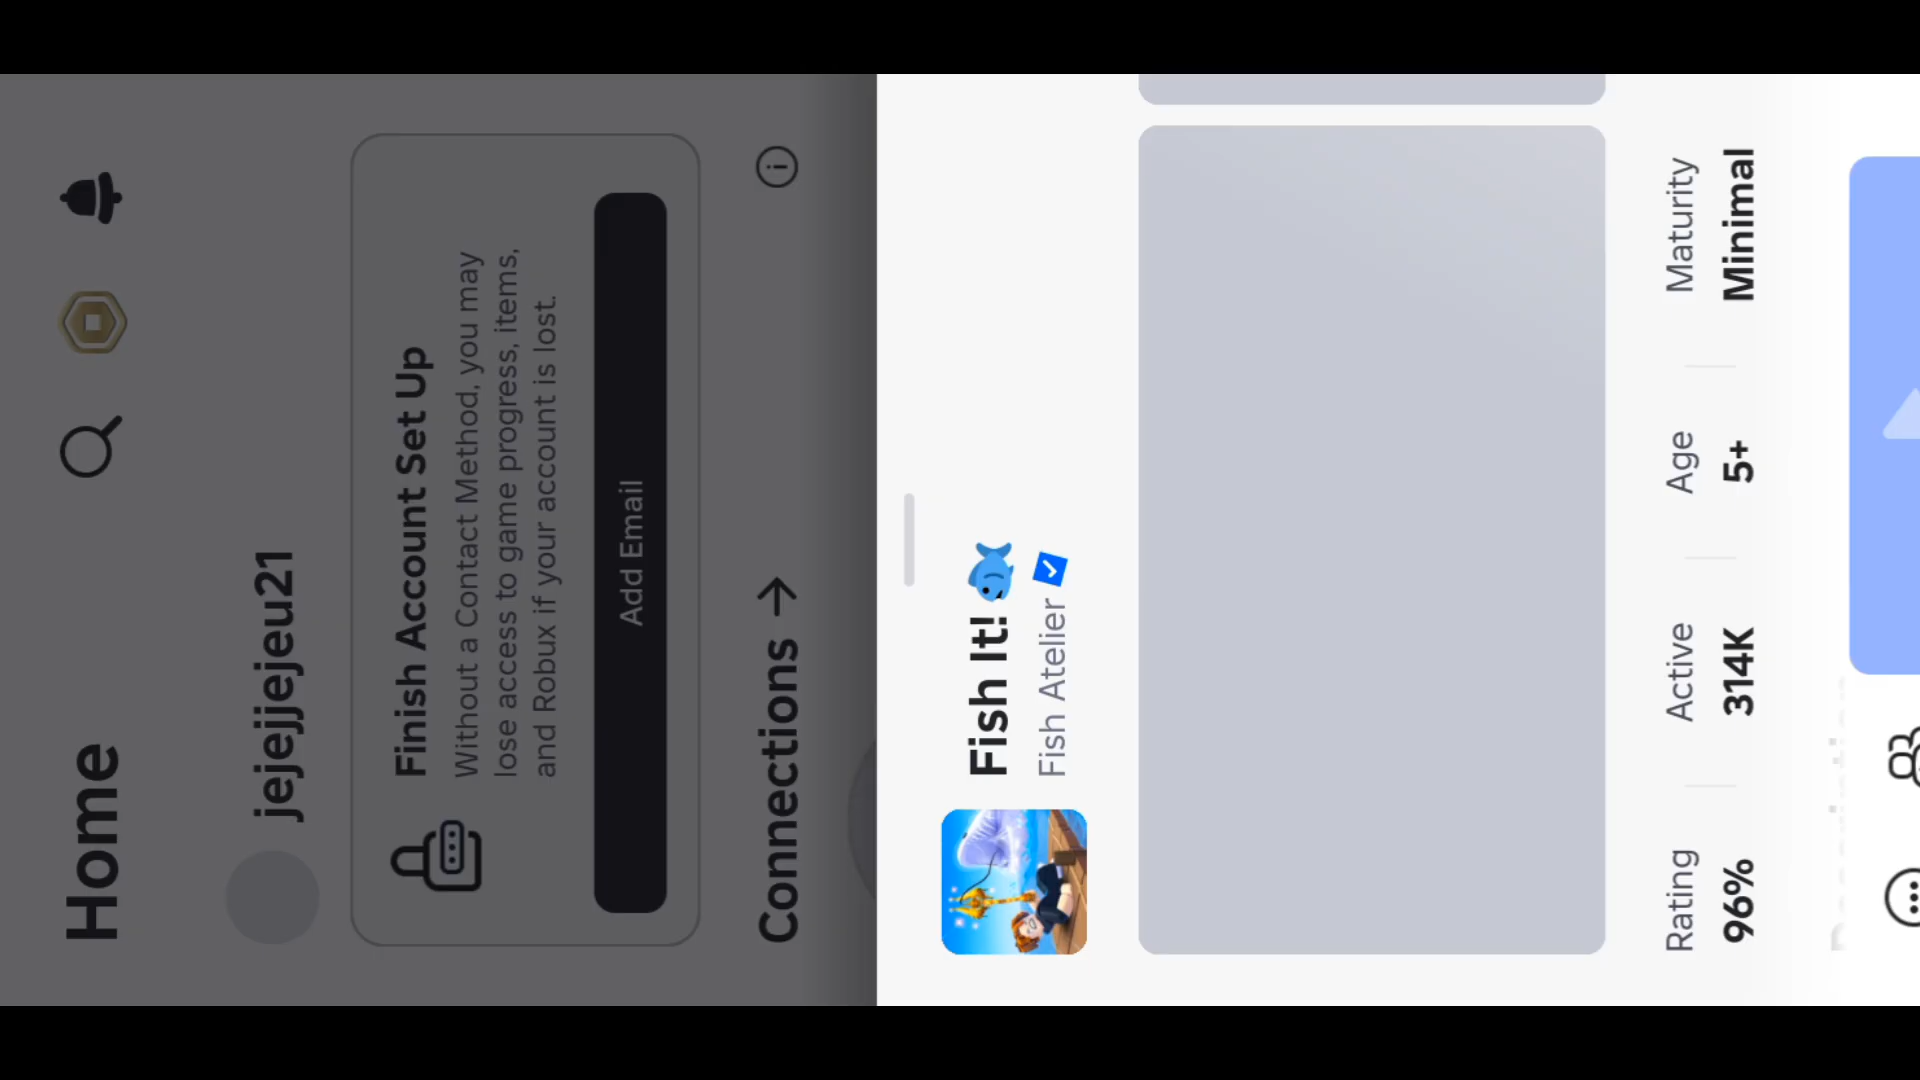 Home
jejejjejeu21
Finish Account Set Up
Without a Contact Method, you may
lose access to game progress, items,
and Robux if your account is lost.
Add Email
Connections →
Fish It! 🐟
Fish Atelier
Rating
96%
Active
314K
Age
5+
Maturity
Minimal